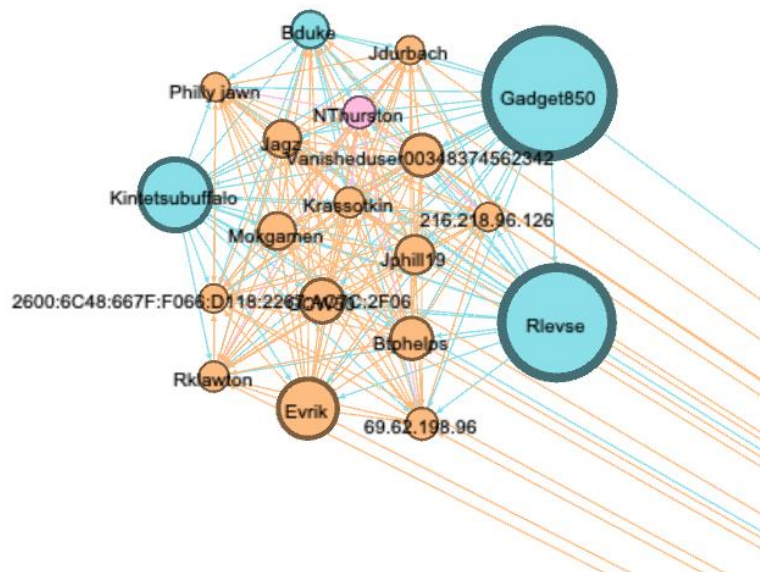 Bduke
Jdurbach
Gadget850
Philly jawn
NThurston
Jagz
Vanisheduser00348374562342
Kintetsubuffalo
Krassotkin
216.218.96.126
Mokgamen
Jphill19
Rlevse
Btphelps
Rklawton
Evrik
69.62.198.96